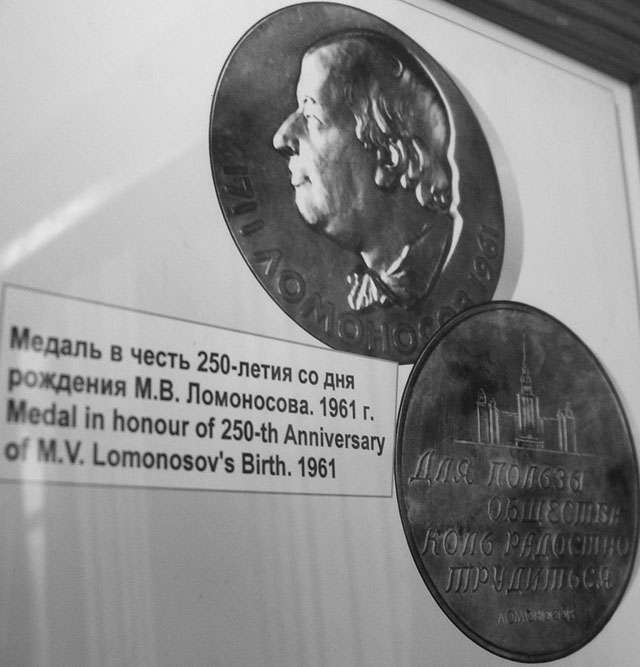 1711 ЛОМОНОСОВ 1961
Медаль в честь 250-летия со дня
рождения М.В. Ломоносова. 1961 г.
Medal in honour of 250-th Anniversary
of M.V. Lomonosov's Birth. 1961
Для пользы
общества
коль радостно
трудиться
ЛОМОНОСОВ